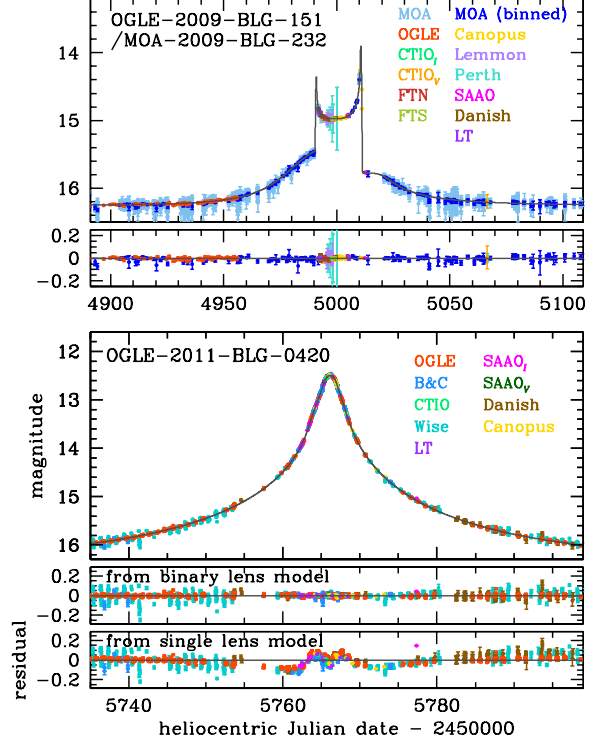 OGLE-2009-BLG-151
/MOA-2009-BLG-232
MOA MOA (binned)
OGLE Canopus
CTIO_I Lemmon
CTIO_V Perth
FTN SAAO
FTS Danish
LT
14
15
16
0.2
0
−0.2
4900 4950 5000 5050 5100
OGLE-2011-BLG-0420
OGLE SAAO_I
B&C SAAO_V
CTIO Danish
Wise Canopus
LT
12
13
14
15
16
magnitude
from binary lens model
0.2
0
−0.2
from single lens model
0.2
0
−0.2
residual
5740 5760 5780
heliocentric Julian date − 2450000